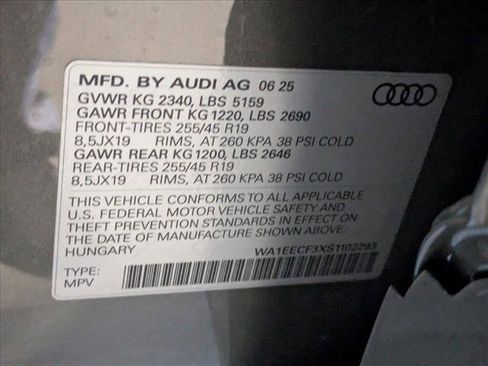 MFD. BY AUDI AG 06 25
GVWR KG 2340, LBS 5159
GAWR FRONT KG 1220, LBS 2690
FRONT-TIRES 255/45 R19
8,5JX19 RIMS, AT 260 KPA 38 PSI COLD
GAWR REAR KG 1200, LBS 2646
REAR-TIRES 255/45 R19
8,5JX19 RIMS, AT 260 KPA 38 PSI COLD
THIS VEHICLE CONFORMS TO ALL APPLICABLE
U.S. FEDERAL MOTOR VEHICLE SAFETY AND
THEFT PREVENTION STANDARDS IN EFFECT ON
THE DATE OF MANUFACTURE SHOWN ABOVE.
HUNGARY WA1EECF3XS1102293
TYPE:
MPV